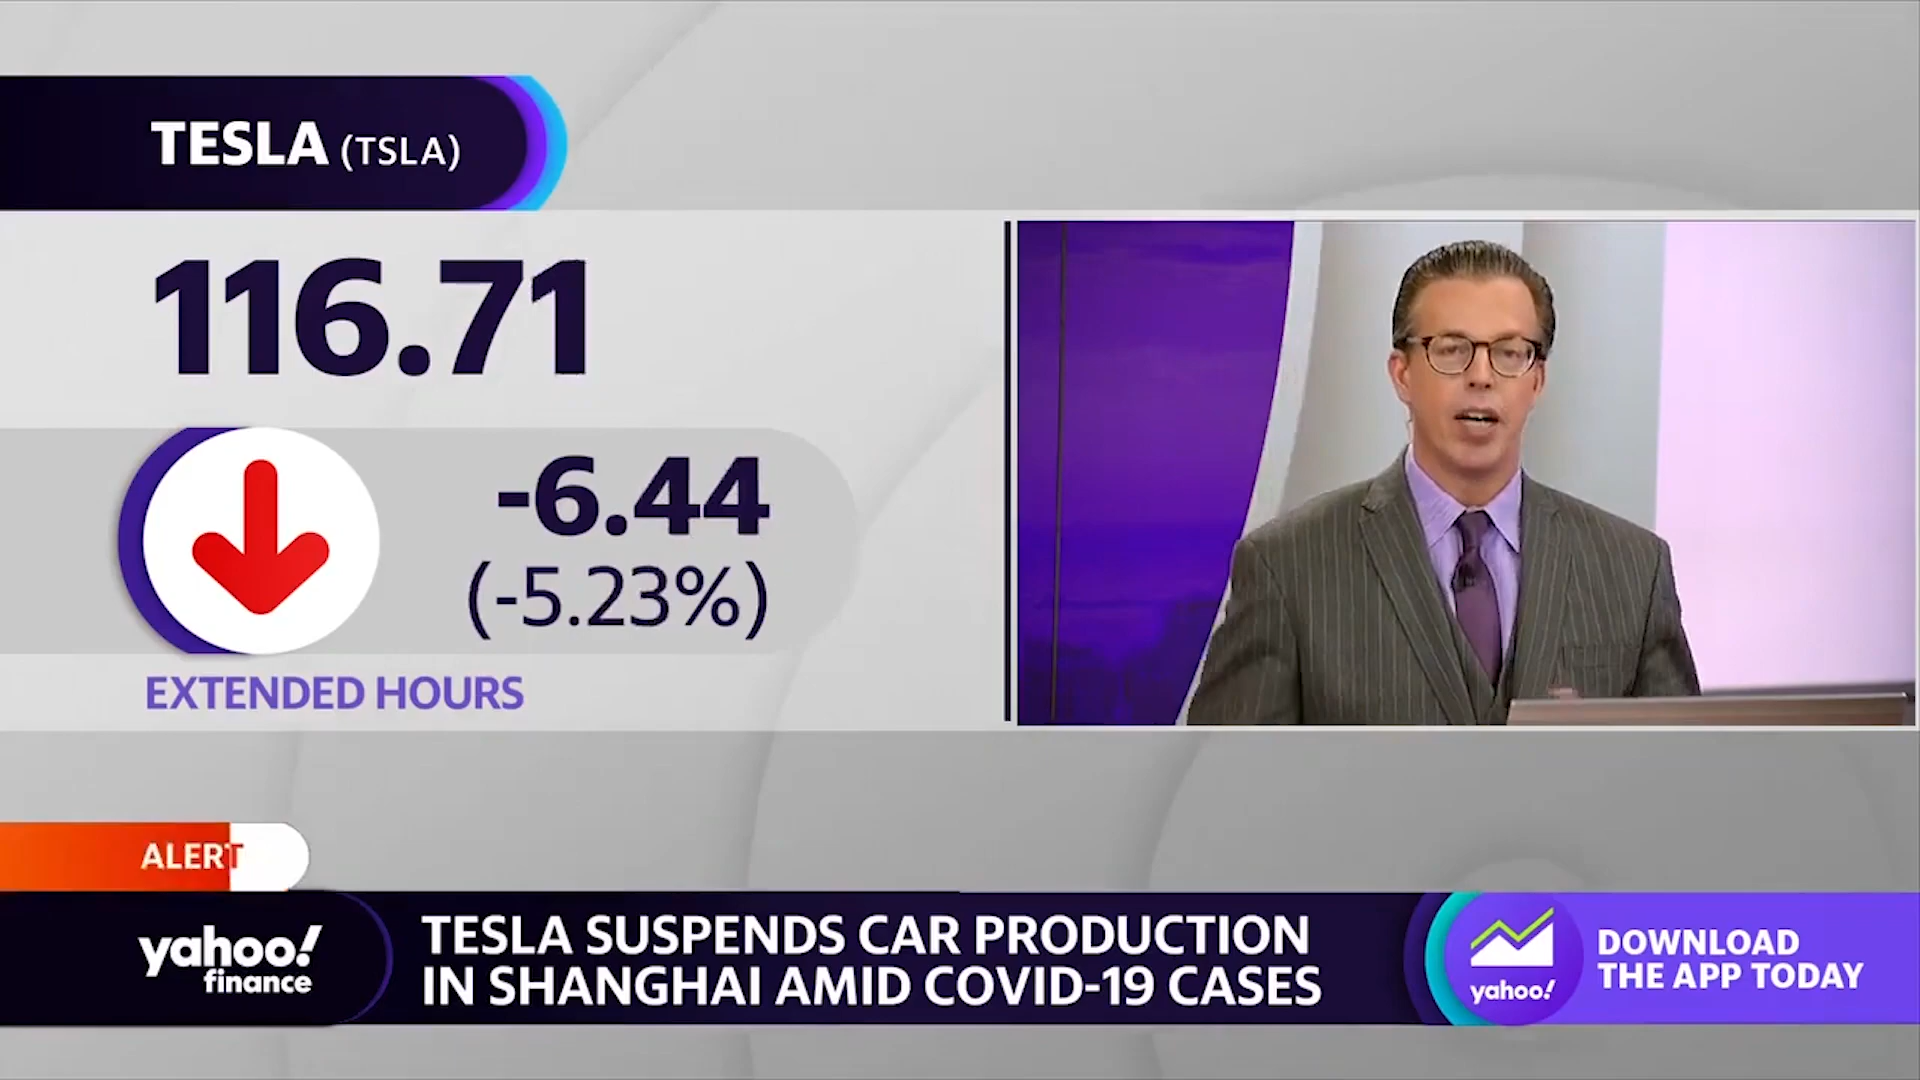 TESLA (TSLA)
116.71
-6.44
(-5.23%)
EXTENDED HOURS
ALERT
yahoo!
finance
TESLA SUSPENDS CAR PRODUCTION
IN SHANGHAI AMID COVID-19 CASES
yahoo!
DOWNLOAD
THE APP TODAY